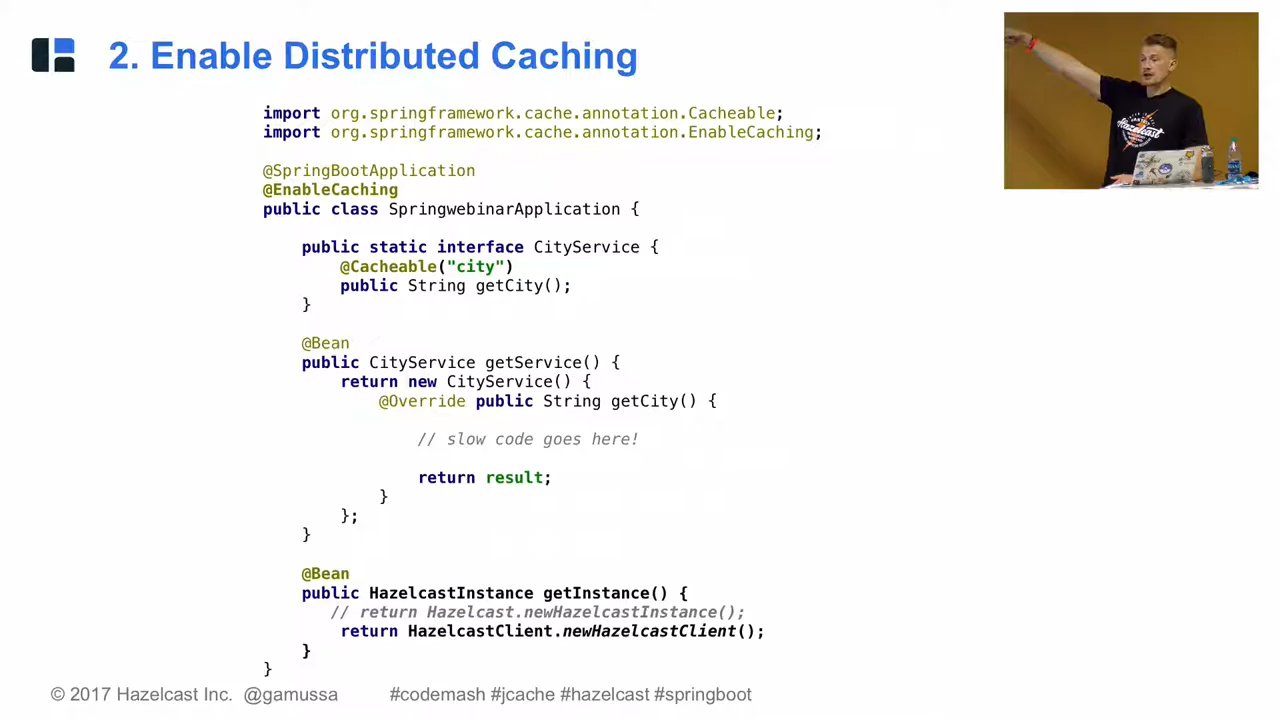 2. Enable Distributed Caching
import org.springframework.cache.annotation.Cacheable;
import org.springframework.cache.annotation.EnableCaching;
@SpringBootApplication
@EnableCaching
public class SpringwebinarApplication {
public static interface CityService {
@Cacheable("city")
public String getCity();
}
@Bean
public CityService getService() {
return new CityService() {
@Override public String getCity() {
// slow code goes here!
return result;
}
};
}
@Bean
public HazelcastInstance getInstance() {
// return Hazelcast.newHazelcastInstance();
return HazelcastClient.newHazelcastClient();
}
}
© 2017 Hazelcast Inc. @gamussa #codemash #jcache #hazelcast #springboot
Hazelcast